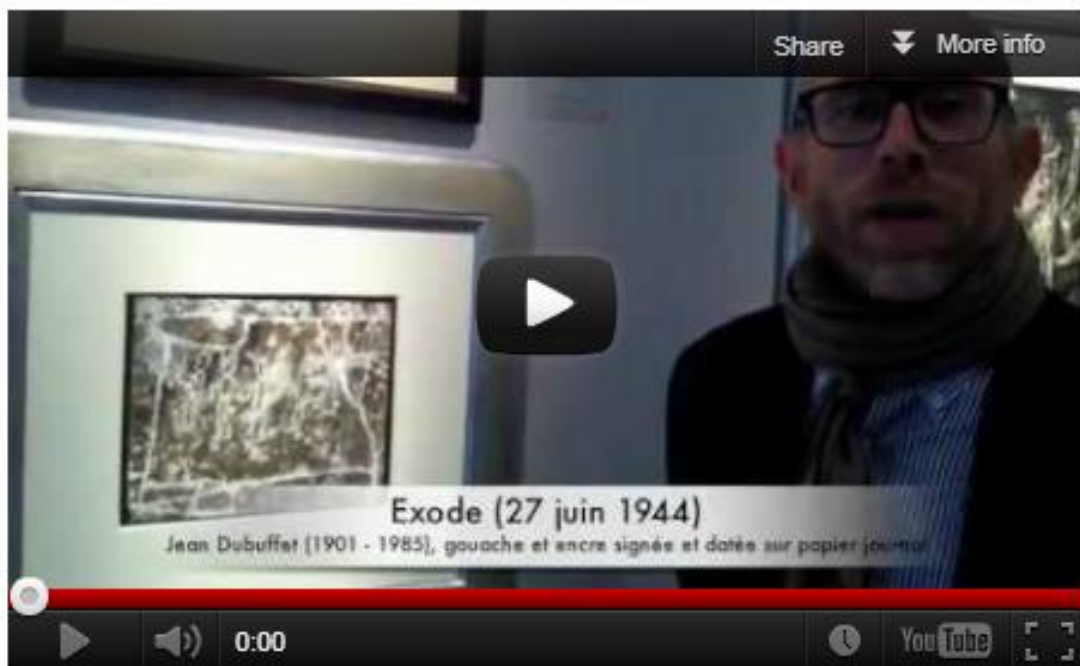 Share More info
Exode (27 juin 1944)
Jean Dubuffet (1901 - 1985), gouache et encre signée et datée sur papier journal
0:00 YouTube